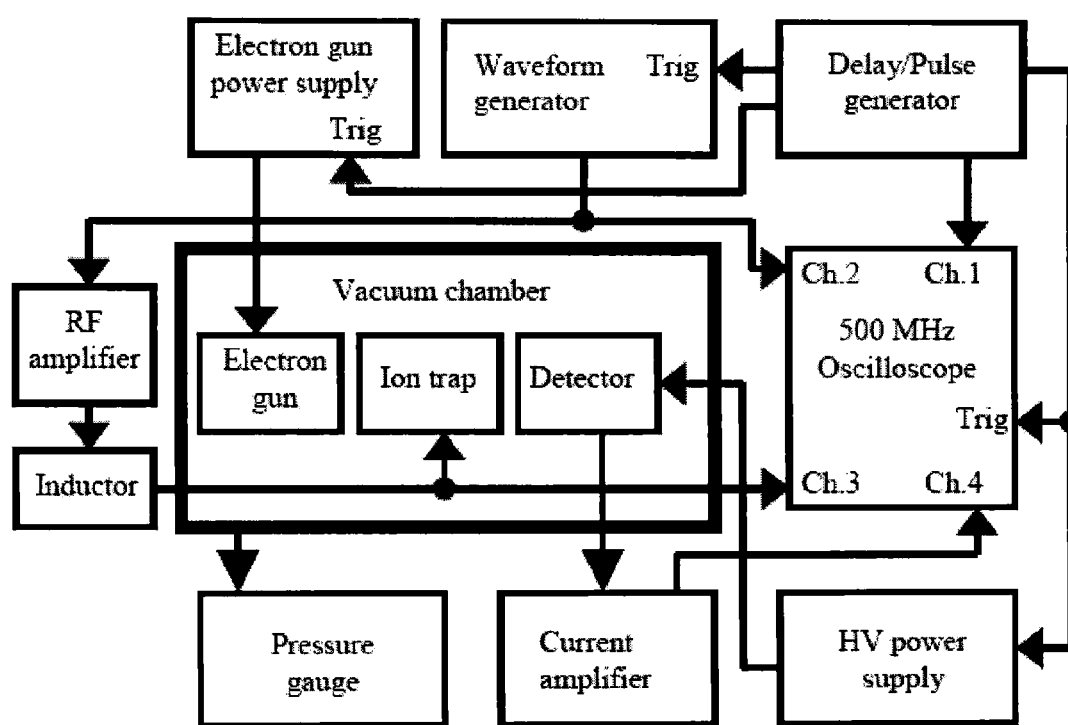 Electron gun
power supply
Trig
Waveform
generator
Trig
Delay/Pulse
generator
RF
amplifier
Inductor
Vacuum chamber
Electron
gun
Ion trap
Detector
Ch.2
Ch.1
500 MHz
Oscilloscope
Trig
Ch.3
Ch.4
Pressure
gauge
Current
amplifier
HV power
supply